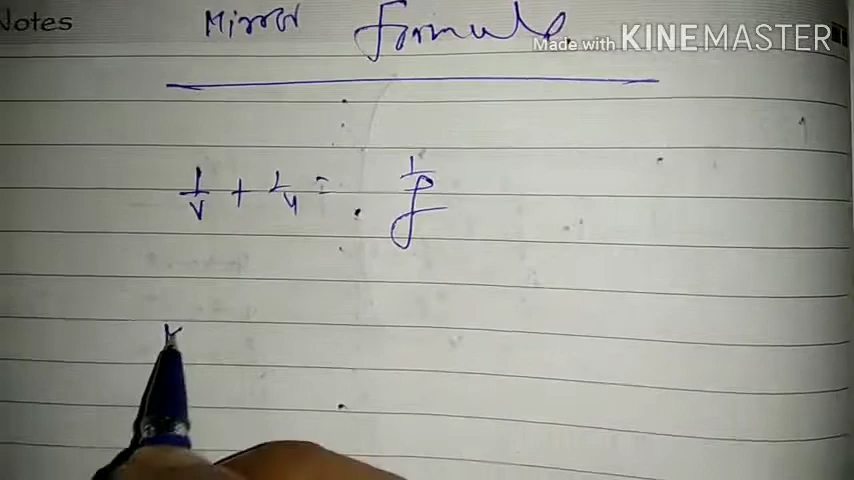 Notes
Mirror Formula
Made with KINEMASTER
1/v + 1/u = 1/f